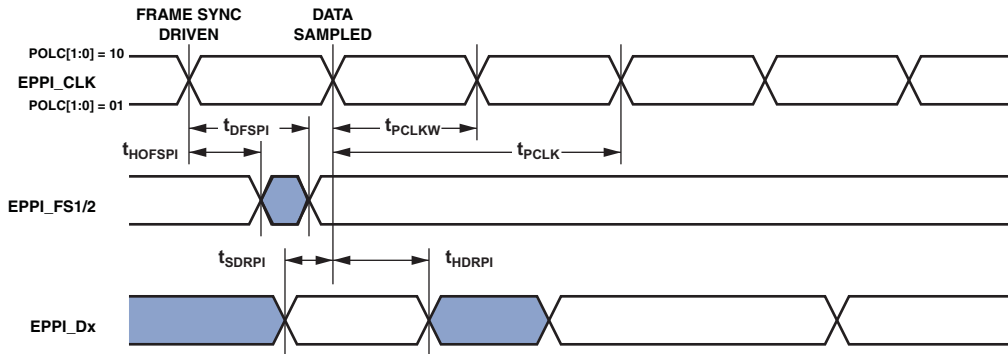 FRAME SYNC
DRIVEN
DATA
SAMPLED
POLC[1:0] = 10
EPPI_CLK
POLC[1:0] = 01
tDFSPI
tPCLKW
tHOFSPI
tPCLK
EPPI_FS1/2
tSDRPI
tHDRPI
EPPI_Dx